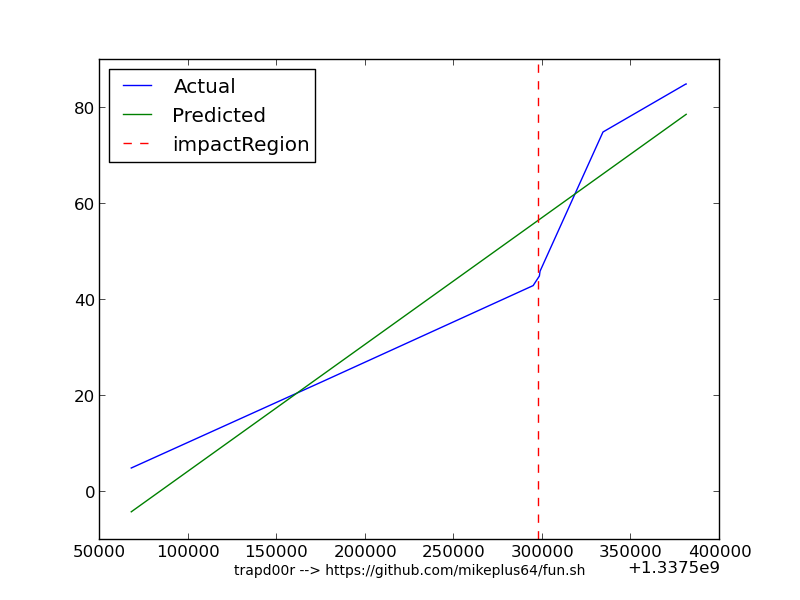 Actual
Predicted
impactRegion
80
60
40
20
0
50000 100000 150000 200000 250000 300000 350000 400000
trapd00r --> https://github.com/mikeplus64/fun.sh
+1.3375e9